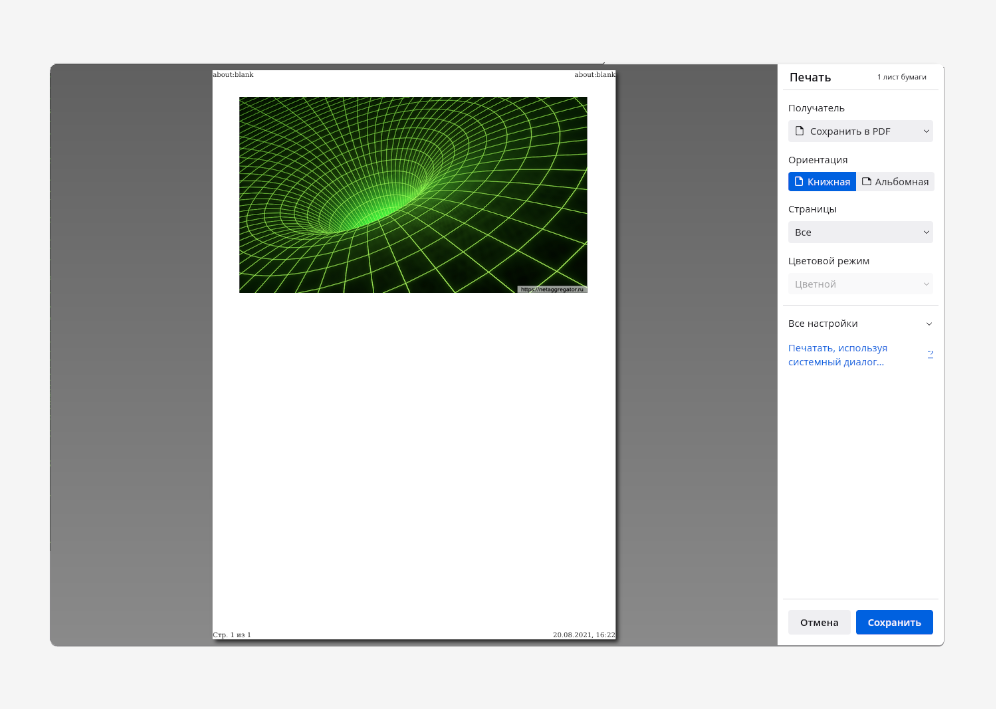 about:blank
about:blank
https://netaggregator.ru
Стр. 1 из 1
20.08.2021, 16:22
Печать
1 лист бумаги
Получатель
Сохранить в PDF
Ориентация
Книжная
Альбомная
Страницы
Все
Цветовой режим
Цветной
Все настройки
Печатать, используя
системный диалог...
Отмена
Сохранить